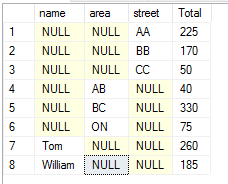 name area street Total
1 NULL NULL AA 225
2 NULL NULL BB 170
3 NULL NULL CC 50
4 NULL AB NULL 40
5 NULL BC NULL 330
6 NULL ON NULL 75
7 Tom NULL NULL 260
8 William NULL NULL 185